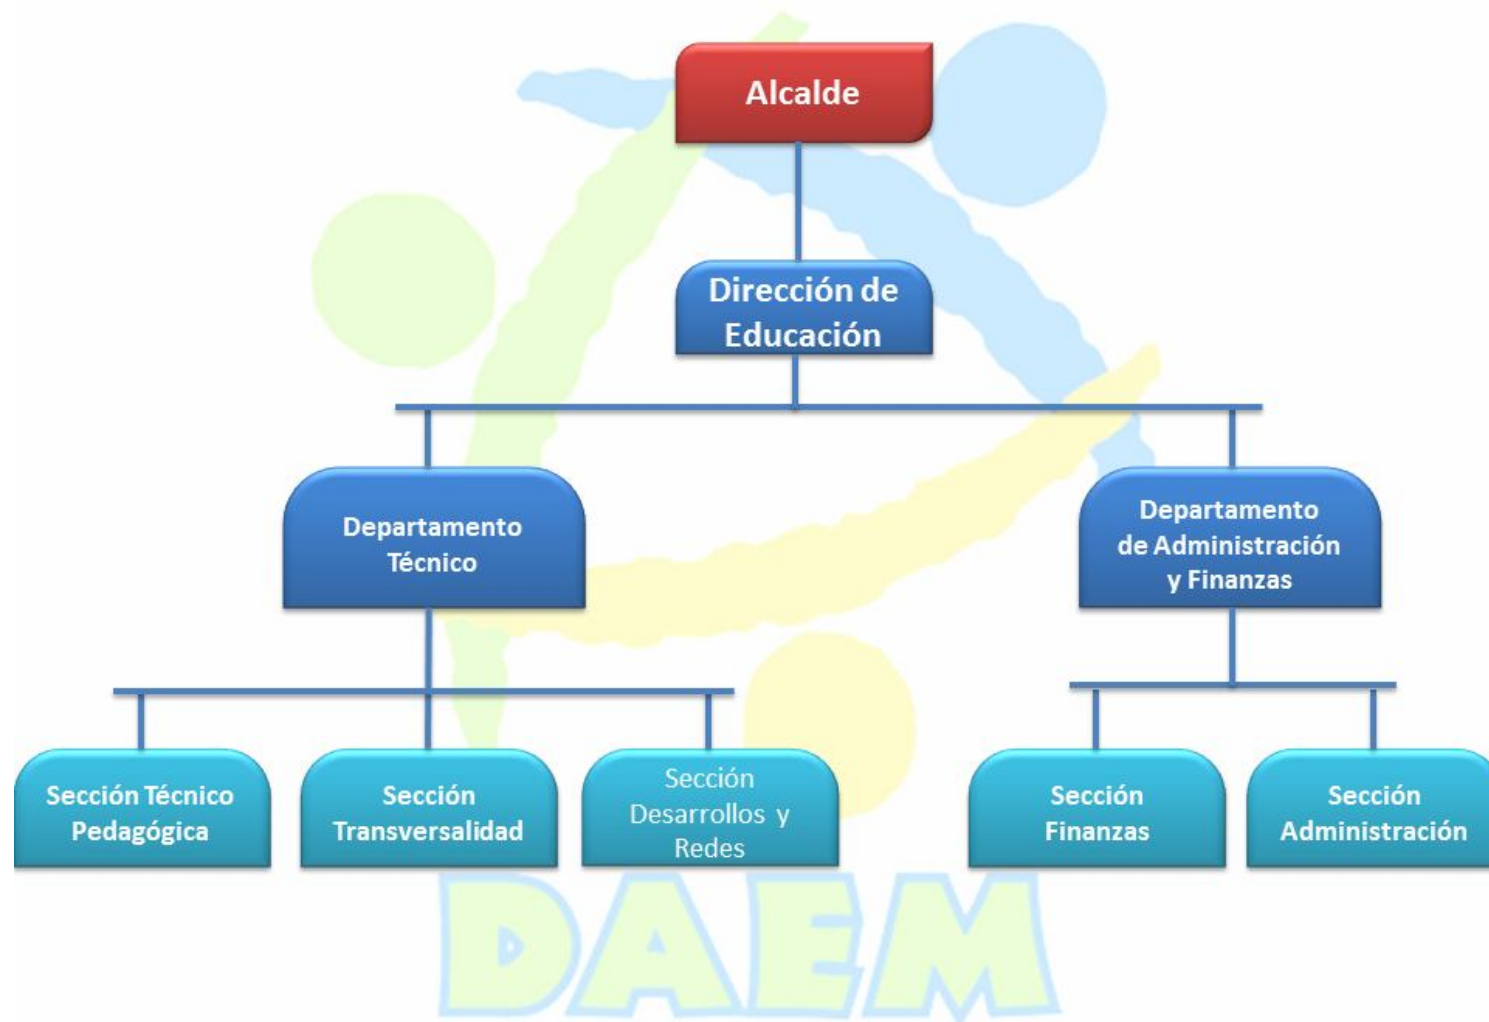 Alcalde
Dirección de
Educación
Departamento
Técnico
Departamento
de Administración
y Finanzas
Sección Técnico
Pedagógica
Sección
Transversalidad
Sección
Desarrollos y
Redes
Sección
Finanzas
Sección
Administración
DAEM